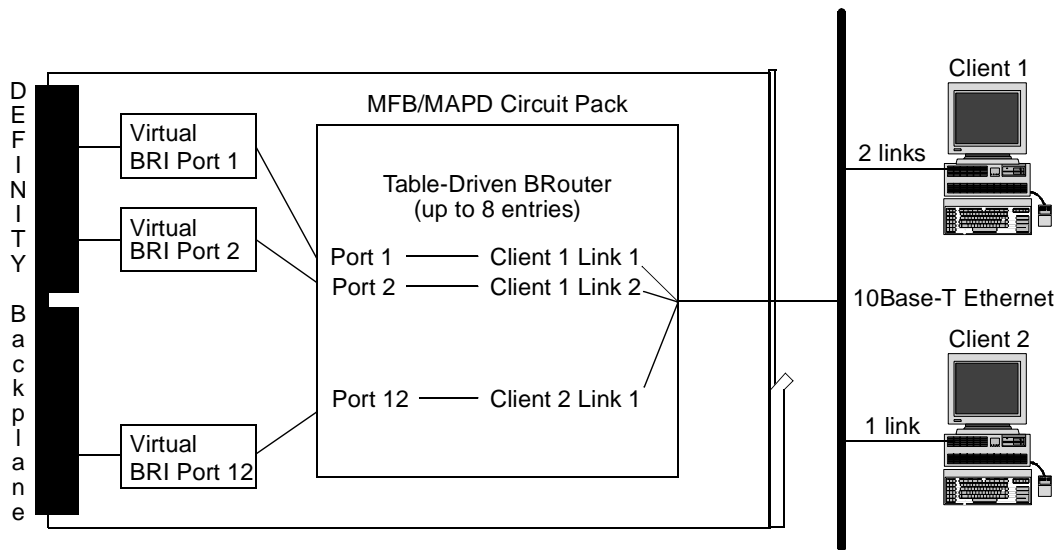 DEFINITY Backplane
MFB/MAPD Circuit Pack
Virtual
BRI Port 1
Virtual
BRI Port 2
Virtual
BRI Port 12
Table-Driven BRouter
(up to 8 entries)
Port 1 Client 1 Link 1
Port 2 Client 1 Link 2
Port 12 Client 2 Link 1
Client 1
2 links
10Base-T Ethernet
Client 2
1 link